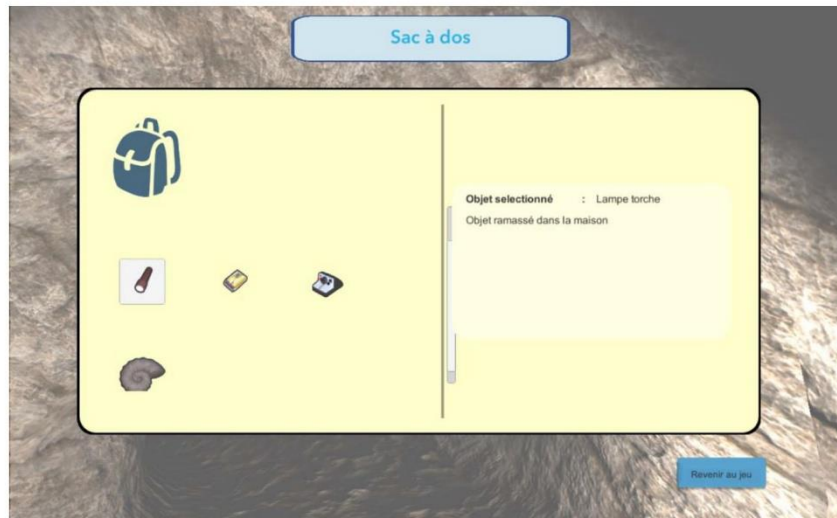 Sac à dos
Objet selectionné : Lampe torche
Objet ramassé dans la maison
Revenir au jeu